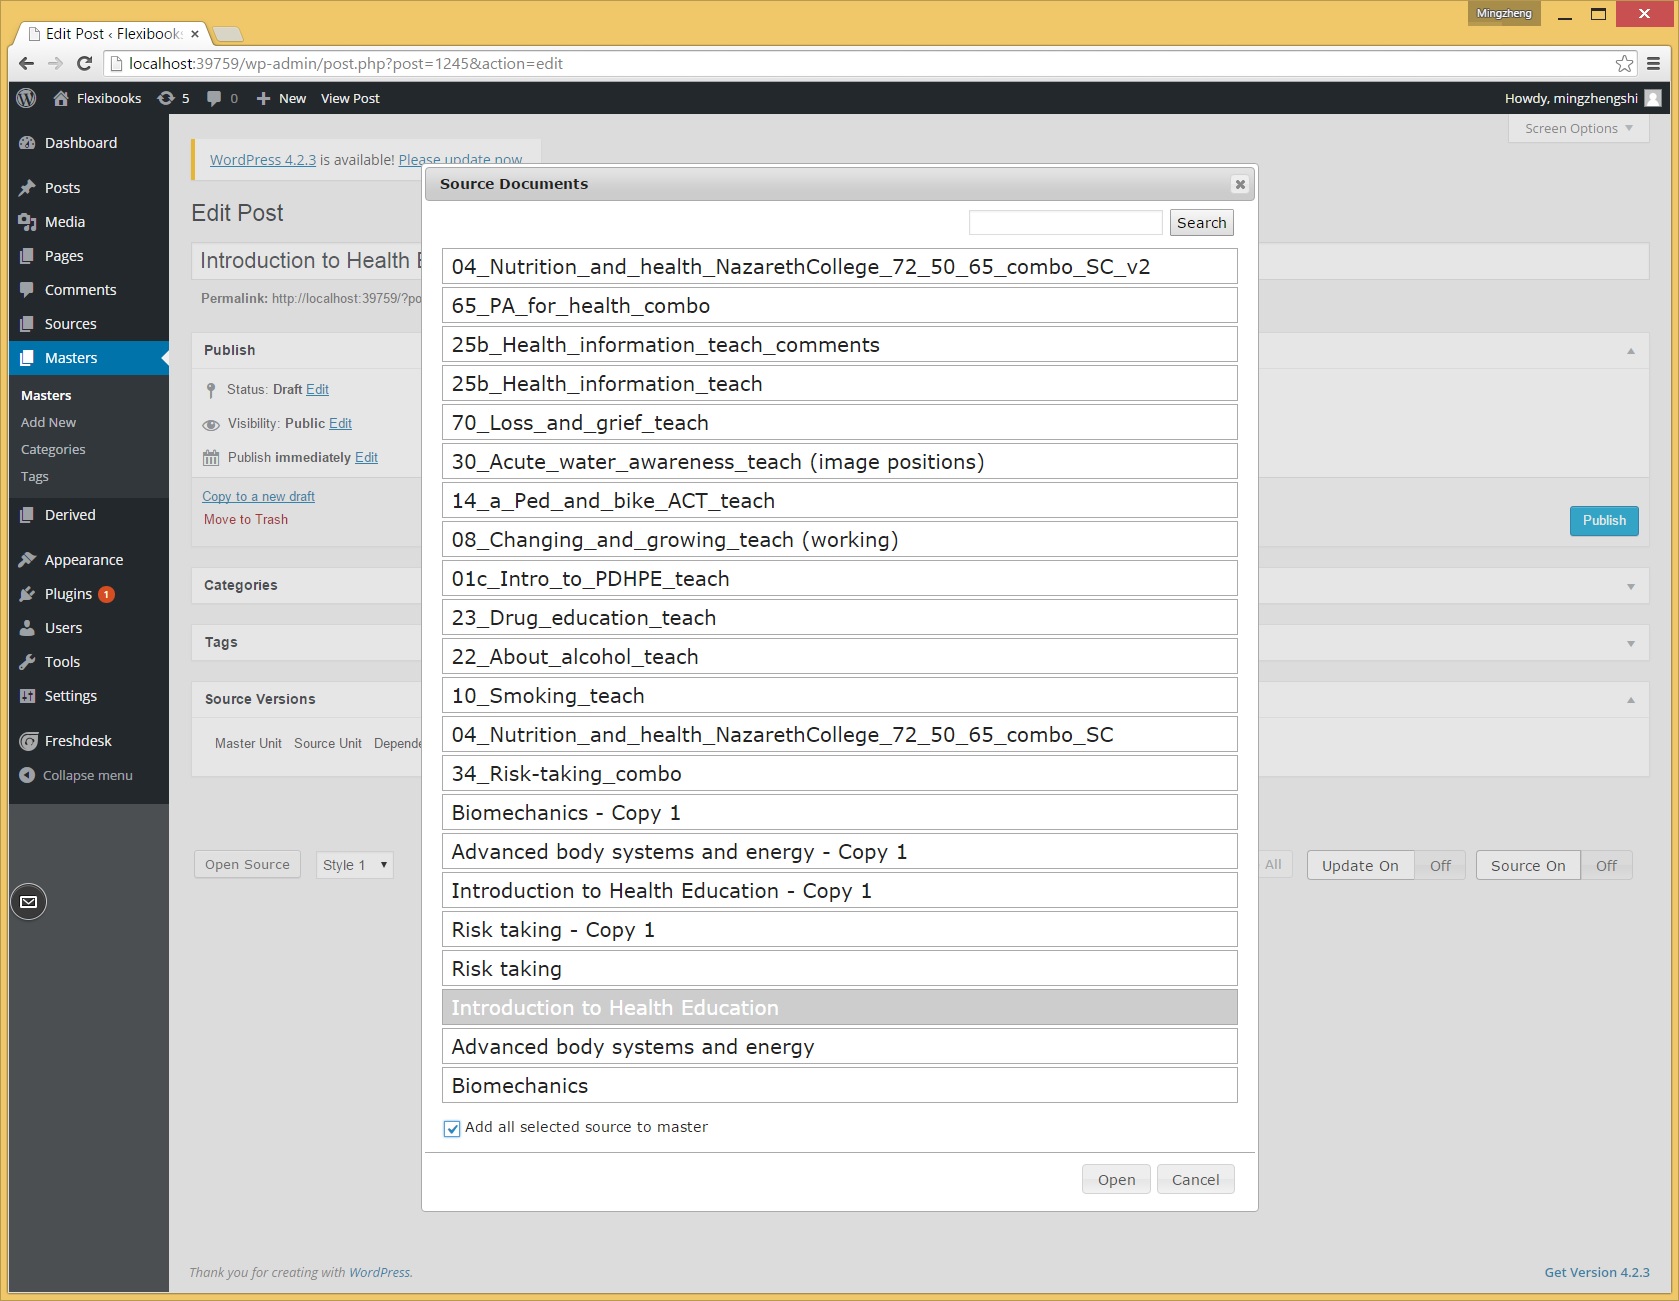 Mingzheng
Edit Post ‹ Flexibooks
localhost:39759/wp-admin/post.php?post=1245&action=edit
Flexibooks 5 0 New View Post
Howdy, mingzhengshi
Screen Options
Dashboard
Posts
Media
Pages
Comments
Sources
Masters
Masters
Add New
Categories
Tags
Derived
Appearance
Plugins 1
Users
Tools
Settings
Freshdesk
Collapse menu
WordPress 4.2.3 is available! Please update now
Edit Post
Introduction to Health
Permalink: http://localhost:39759/?po
Publish
Status: Draft Edit
Visibility: Public Edit
Publish immediately Edit
Copy to a new draft
Move to Trash
Publish
Categories
Tags
Source Versions
Master Unit Source Unit Depende
Open Source Style 1
All Update On Off Source On Off
Source Documents
Search
04_Nutrition_and_health_NazarethCollege_72_50_65_combo_SC_v2
65_PA_for_health_combo
25b_Health_information_teach_comments
25b_Health_information_teach
70_Loss_and_grief_teach
30_Acute_water_awareness_teach (image positions)
14_a_Ped_and_bike_ACT_teach
08_Changing_and_growing_teach (working)
01c_Intro_to_PDHPE_teach
23_Drug_education_teach
22_About_alcohol_teach
10_Smoking_teach
04_Nutrition_and_health_NazarethCollege_72_50_65_combo_SC
34_Risk-taking_combo
Biomechanics - Copy 1
Advanced body systems and energy - Copy 1
Introduction to Health Education - Copy 1
Risk taking - Copy 1
Risk taking
Introduction to Health Education
Advanced body systems and energy
Biomechanics
Add all selected source to master
Open Cancel
Thank you for creating with WordPress.
Get Version 4.2.3